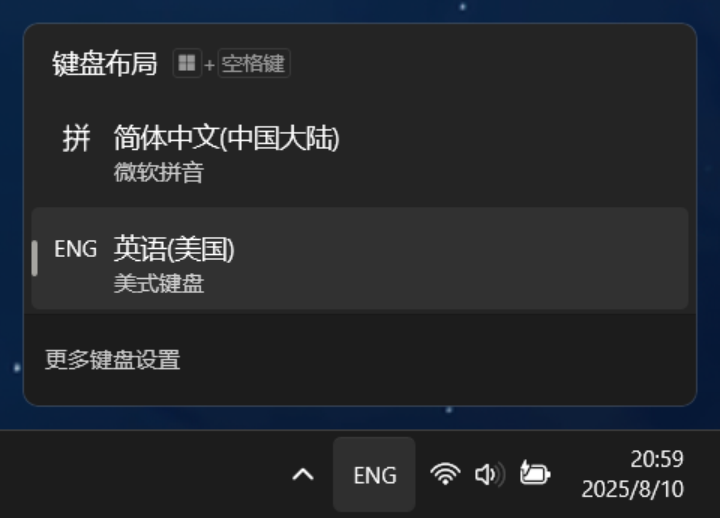 键盘布局 + 空格键
拼 简体中文(中国大陆)
微软拼音
ENG 英语(美国)
美式键盘
更多键盘设置
ENG 20:59
2025/8/10